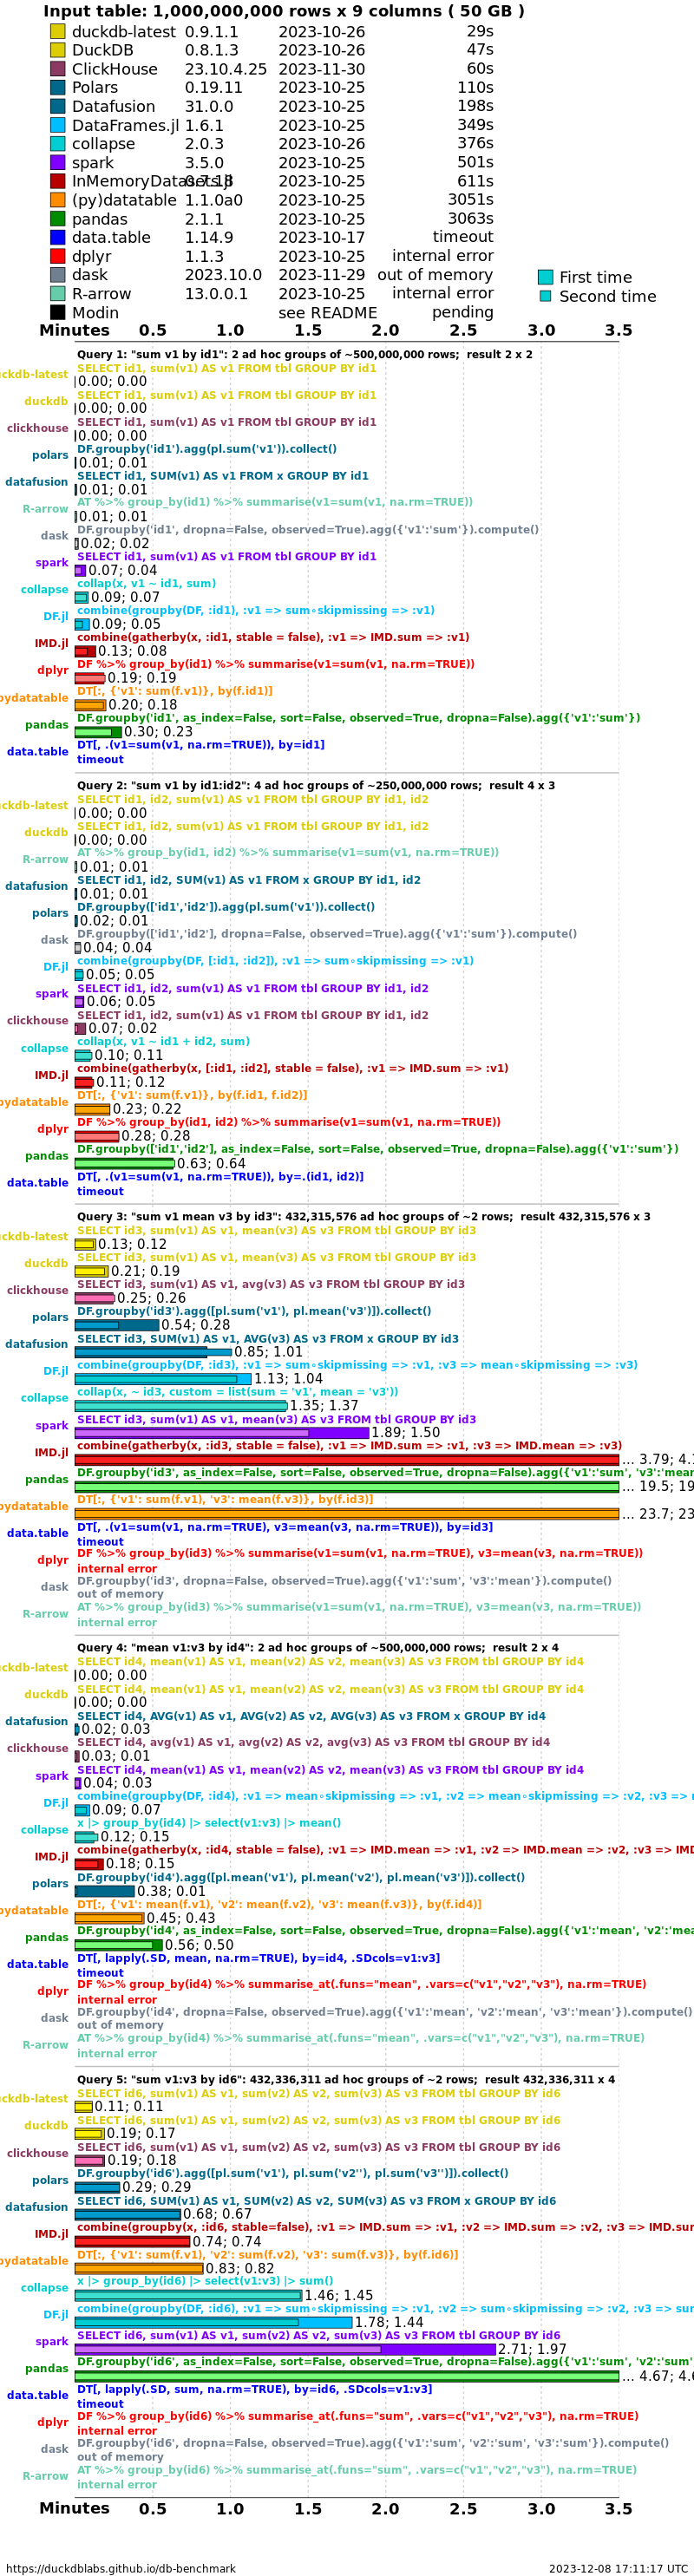 Input table: 1,000,000,000 rows x 9 columns ( 50 GB )
duckdb-latest 0.9.1.1 2023-10-26 29s
DuckDB 0.8.1.3 2023-10-26 47s
ClickHouse 23.10.4.25 2023-11-30 60s
Polars 0.19.11 2023-10-25 110s
Datafusion 31.0.0 2023-10-25 198s
DataFrames.jl 1.6.1 2023-10-25 349s
collapse 2.0.3 2023-10-26 376s
spark 3.5.0 2023-10-25 501s
InMemoryDatasets.jl 0.7.18 2023-10-25 611s
(py)datatable 1.1.0a0 2023-10-25 3051s
pandas 2.1.1 2023-10-25 3063s
data.table 1.14.9 2023-10-17 timeout
dplyr 1.1.3 2023-10-25 internal error
dask 2023.10.0 2023-11-29 out of memory First time
R-arrow 13.0.0.1 2023-10-25 internal error Second time
Modin see README pending
Minutes 0.5 1.0 1.5 2.0 2.5 3.0 3.5
Query 1: "sum v1 by id1": 2 ad hoc groups of ~500,000,000 rows; result 2 x 2
SELECT id1, sum(v1) AS v1 FROM tbl GROUP BY id1
uckdb-latest 0.00; 0.00
SELECT id1, sum(v1) AS v1 FROM tbl GROUP BY id1
duckdb 0.00; 0.00
SELECT id1, sum(v1) AS v1 FROM tbl GROUP BY id1
clickhouse 0.00; 0.00
DF.groupby('id1').agg(pl.sum('v1')).collect()
polars 0.01; 0.01
SELECT id1, SUM(v1) AS v1 FROM x GROUP BY id1
datafusion 0.01; 0.01
AT %>% group_by(id1) %>% summarise(v1=sum(v1, na.rm=TRUE))
R-arrow 0.01; 0.01
DF.groupby('id1', dropna=False, observed=True).agg({'v1':'sum'}).compute()
dask 0.02; 0.02
SELECT id1, sum(v1) AS v1 FROM tbl GROUP BY id1
spark 0.07; 0.04
collap(x, v1 ~ id1, sum)
collapse 0.09; 0.07
combine(groupby(DF, :id1), :v1 => sum∘skipmissing => :v1)
DF.jl 0.09; 0.05
combine(gatherby(x, :id1, stable = false), :v1 => IMD.sum => :v1)
IMD.jl 0.13; 0.08
DF %>% group_by(id1) %>% summarise(v1=sum(v1, na.rm=TRUE))
dplyr 0.19; 0.19
DT[:, {'v1': sum(f.v1)}, by(f.id1)]
pydatatable 0.20; 0.18
DF.groupby('id1', as_index=False, sort=False, observed=True, dropna=False).agg({'v1':'sum'})
pandas 0.30; 0.23
DT[, .(v1=sum(v1, na.rm=TRUE)), by=id1]
data.table timeout
Query 2: "sum v1 by id1:id2": 4 ad hoc groups of ~250,000,000 rows; result 4 x 3
SELECT id1, id2, sum(v1) AS v1 FROM tbl GROUP BY id1, id2
uckdb-latest 0.00; 0.00
SELECT id1, id2, sum(v1) AS v1 FROM tbl GROUP BY id1, id2
duckdb 0.00; 0.00
AT %>% group_by(id1, id2) %>% summarise(v1=sum(v1, na.rm=TRUE))
R-arrow 0.01; 0.01
SELECT id1, id2, SUM(v1) AS v1 FROM x GROUP BY id1, id2
datafusion 0.01; 0.01
DF.groupby(['id1','id2']).agg(pl.sum('v1')).collect()
polars 0.02; 0.01
DF.groupby(['id1','id2'], dropna=False, observed=True).agg({'v1':'sum'}).compute()
dask 0.04; 0.04
combine(groupby(DF, [:id1, :id2]), :v1 => sum∘skipmissing => :v1)
DF.jl 0.05; 0.05
SELECT id1, id2, sum(v1) AS v1 FROM tbl GROUP BY id1, id2
spark 0.06; 0.05
SELECT id1, id2, sum(v1) AS v1 FROM tbl GROUP BY id1, id2
clickhouse 0.07; 0.02
collap(x, v1 ~ id1 + id2, sum)
collapse 0.10; 0.11
combine(gatherby(x, [:id1, :id2], stable = false), :v1 => IMD.sum => :v1)
IMD.jl 0.11; 0.12
DT[:, {'v1': sum(f.v1)}, by(f.id1, f.id2)]
pydatatable 0.23; 0.22
DF %>% group_by(id1, id2) %>% summarise(v1=sum(v1, na.rm=TRUE))
dplyr 0.28; 0.28
DF.groupby(['id1','id2'], as_index=False, sort=False, observed=True, dropna=False).agg({'v1':'sum'})
pandas 0.63; 0.64
DT[, .(v1=sum(v1, na.rm=TRUE)), by=.(id1, id2)]
data.table timeout
Query 3: "sum v1 mean v3 by id3": 432,315,576 ad hoc groups of ~2 rows; result 432,315,576 x 3
SELECT id3, sum(v1) AS v1, mean(v3) AS v3 FROM tbl GROUP BY id3
uckdb-latest 0.13; 0.12
SELECT id3, sum(v1) AS v1, mean(v3) AS v3 FROM tbl GROUP BY id3
duckdb 0.21; 0.19
SELECT id3, sum(v1) AS v1, avg(v3) AS v3 FROM tbl GROUP BY id3
clickhouse 0.25; 0.26
DF.groupby('id3').agg([pl.sum('v1'), pl.mean('v3')]).collect()
polars 0.54; 0.28
SELECT id3, SUM(v1) AS v1, AVG(v3) AS v3 FROM x GROUP BY id3
datafusion 0.85; 1.01
combine(groupby(DF, :id3), :v1 => sum∘skipmissing => :v1, :v3 => mean∘skipmissing => :v3)
DF.jl 1.13; 1.04
collap(x, ~ id3, custom = list(sum = 'v1', mean = 'v3'))
collapse 1.35; 1.37
SELECT id3, sum(v1) AS v1, mean(v3) AS v3 FROM tbl GROUP BY id3
spark 1.89; 1.50
combine(gatherby(x, :id3, stable = false), :v1 => IMD.sum => :v1, :v3 => IMD.mean => :v3)
IMD.jl ... 3.79; 4.
DF.groupby('id3', as_index=False, sort=False, observed=True, dropna=False).agg({'v1':'sum', 'v3':'mean
pandas ... 19.5; 19
DT[:, {'v1': sum(f.v1), 'v3': mean(f.v3)}, by(f.id3)]
pydatatable ... 23.7; 23
DT[, .(v1=sum(v1, na.rm=TRUE), v3=mean(v3, na.rm=TRUE)), by=id3]
data.table timeout
DF %>% group_by(id3) %>% summarise(v1=sum(v1, na.rm=TRUE), v3=mean(v3, na.rm=TRUE))
dplyr internal error
DF.groupby('id3', dropna=False, observed=True).agg({'v1':'sum', 'v3':'mean'}).compute()
dask out of memory
AT %>% group_by(id3) %>% summarise(v1=sum(v1, na.rm=TRUE), v3=mean(v3, na.rm=TRUE))
R-arrow internal error
Query 4: "mean v1:v3 by id4": 2 ad hoc groups of ~500,000,000 rows; result 2 x 4
SELECT id4, mean(v1) AS v1, mean(v2) AS v2, mean(v3) AS v3 FROM tbl GROUP BY id4
uckdb-latest 0.00; 0.00
SELECT id4, mean(v1) AS v1, mean(v2) AS v2, mean(v3) AS v3 FROM tbl GROUP BY id4
duckdb 0.00; 0.00
SELECT id4, AVG(v1) AS v1, AVG(v2) AS v2, AVG(v3) AS v3 FROM x GROUP BY id4
datafusion 0.02; 0.03
SELECT id4, avg(v1) AS v1, avg(v2) AS v2, avg(v3) AS v3 FROM tbl GROUP BY id4
clickhouse 0.03; 0.01
SELECT id4, mean(v1) AS v1, mean(v2) AS v2, mean(v3) AS v3 FROM tbl GROUP BY id4
spark 0.04; 0.03
combine(groupby(DF, :id4), :v1 => mean∘skipmissing => :v1, :v2 => mean∘skipmissing => :v2, :v3 =>
DF.jl 0.09; 0.07
x |> group_by(id4) |> select(v1:v3) |> mean()
collapse 0.12; 0.15
combine(gatherby(x, :id4, stable = false), :v1 => IMD.mean => :v1, :v2 => IMD.mean => :v2, :v3 => IMD
IMD.jl 0.18; 0.15
DF.groupby('id4').agg([pl.mean('v1'), pl.mean('v2'), pl.mean('v3')]).collect()
polars 0.38; 0.01
DT[:, {'v1': mean(f.v1), 'v2': mean(f.v2), 'v3': mean(f.v3)}, by(f.id4)]
pydatatable 0.45; 0.43
DF.groupby('id4', as_index=False, sort=False, observed=True, dropna=False).agg({'v1':'mean', 'v2':'mea
pandas 0.56; 0.50
DT[, lapply(.SD, mean, na.rm=TRUE), by=id4, .SDcols=v1:v3]
data.table timeout
DF %>% group_by(id4) %>% summarise_at(.funs="mean", .vars=c("v1","v2","v3"), na.rm=TRUE)
dplyr internal error
DF.groupby('id4', dropna=False, observed=True).agg({'v1':'mean', 'v2':'mean', 'v3':'mean'}).compute()
dask out of memory
AT %>% group_by(id4) %>% summarise_at(.funs="mean", .vars=c("v1","v2","v3"), na.rm=TRUE)
R-arrow internal error
Query 5: "sum v1:v3 by id6": 432,336,311 ad hoc groups of ~2 rows; result 432,336,311 x 4
SELECT id6, sum(v1) AS v1, sum(v2) AS v2, sum(v3) AS v3 FROM tbl GROUP BY id6
uckdb-latest 0.11; 0.11
SELECT id6, sum(v1) AS v1, sum(v2) AS v2, sum(v3) AS v3 FROM tbl GROUP BY id6
duckdb 0.19; 0.17
SELECT id6, sum(v1) AS v1, sum(v2) AS v2, sum(v3) AS v3 FROM tbl GROUP BY id6
clickhouse 0.19; 0.18
DF.groupby('id6').agg([pl.sum('v1'), pl.sum('v2''), pl.sum('v3'')]).collect()
polars 0.29; 0.29
SELECT id6, SUM(v1) AS v1, SUM(v2) AS v2, SUM(v3) AS v3 FROM x GROUP BY id6
datafusion 0.68; 0.67
combine(groupby(x, :id6, stable=false), :v1 => IMD.sum => :v1, :v2 => IMD.sum => :v2, :v3 => IMD.sum
IMD.jl 0.74; 0.74
DT[:, {'v1': sum(f.v1), 'v2': sum(f.v2), 'v3': sum(f.v3)}, by(f.id6)]
pydatatable 0.83; 0.82
x |> group_by(id6) |> select(v1:v3) |> sum()
collapse 1.46; 1.45
combine(groupby(DF, :id6), :v1 => sum∘skipmissing => :v1, :v2 => sum∘skipmissing => :v2, :v3 => sum
DF.jl 1.78; 1.44
SELECT id6, sum(v1) AS v1, sum(v2) AS v2, sum(v3) AS v3 FROM tbl GROUP BY id6
spark 2.71; 1.97
DF.groupby('id6', as_index=False, sort=False, observed=True, dropna=False).agg({'v1':'sum', 'v2':'sum'
pandas ... 4.67; 4.6
DT[, lapply(.SD, sum, na.rm=TRUE), by=id6, .SDcols=v1:v3]
data.table timeout
DF %>% group_by(id6) %>% summarise_at(.funs="sum", .vars=c("v1","v2","v3"), na.rm=TRUE)
dplyr internal error
DF.groupby('id6', dropna=False, observed=True).agg({'v1':'sum', 'v2':'sum', 'v3':'sum'}).compute()
dask out of memory
AT %>% group_by(id6) %>% summarise_at(.funs="sum", .vars=c("v1","v2","v3"), na.rm=TRUE)
R-arrow internal error
Minutes 0.5 1.0 1.5 2.0 2.5 3.0 3.5
https://duckdblabs.github.io/db-benchmark 2023-12-08 17:11:17 UTC